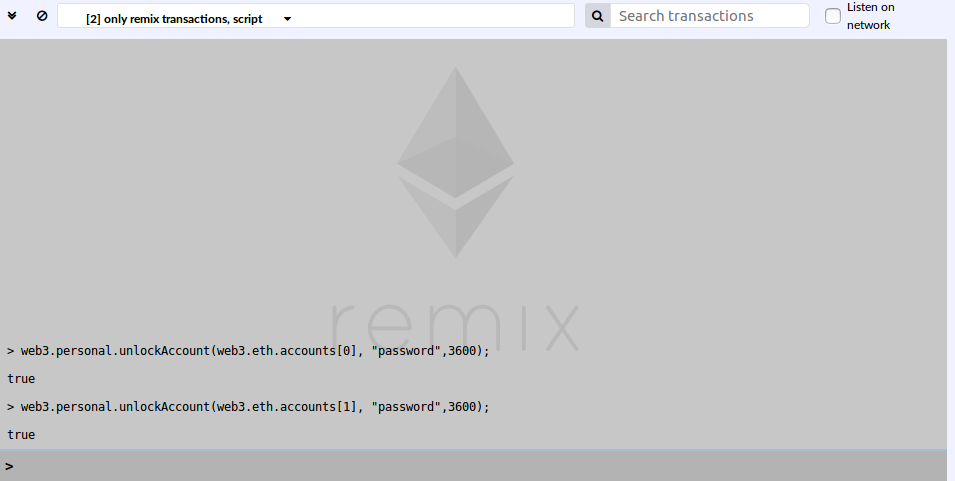 [2] only remix transactions, script
Search transactions
Listen on
network
remix
> web3.personal.unlockAccount(web3.eth.accounts[0], "password",3600);
true
> web3.personal.unlockAccount(web3.eth.accounts[1], "password",3600);
true
>